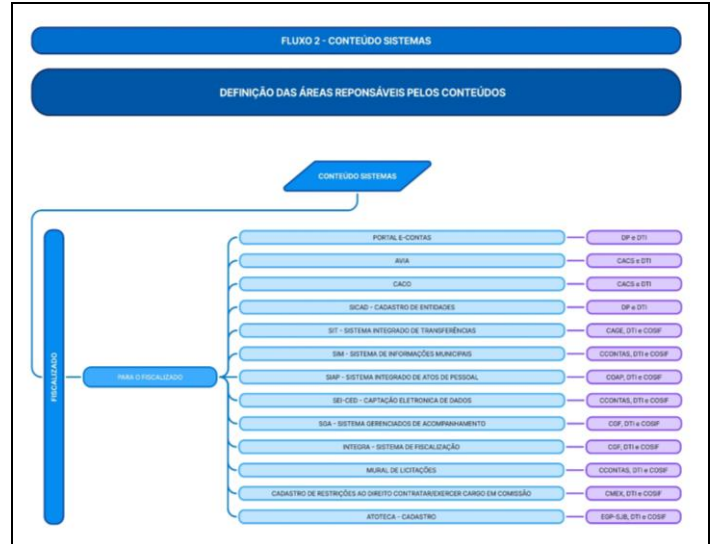 FLUXO 2 - CONTEÚDO SISTEMAS
DEFINIÇÃO DAS ÁREAS REPONSÁVEIS PELOS CONTEÚDOS
CONTEÚDO SISTEMAS
FISCALIZADO
PARA O FISCALIZADO
PORTAL E-CONTAS
DP e DTI
AVIA
CACS e DTI
CACO
CACS e DTI
SICAD - CADASTRO DE ENTIDADES
DP e DTI
SIT - SISTEMA INTEGRADO DE TRANSFERÊNCIAS
CAGE, DTI e COSIF
SIM - SISTEMA DE INFORMAÇÕES MUNICIPAIS
CCONTAS, DTI e COSIF
SIAP - SISTEMA INTEGRADO DE ATOS DE PESSOAL
COAP, DTI e COSIF
SEI-CED - CAPTAÇÃO ELETRONICA DE DADOS
CCONTAS, DTI e COSIF
SGA - SISTEMA GERENCIADOS DE ACOMPANHAMENTO
CGF, DTI e COSIF
INTEGRA - SISTEMA DE FISCALIZAÇÃO
CGF, DTI e COSIF
MURAL DE LICITAÇÕES
CCONTAS, DTI e COSIF
CADASTRO DE RESTRIÇÕES AO DIREITO CONTRATAR/EXERCER CARGO EM COMISSÃO
CMEX, DTI e COSIF
ATOTECA - CADASTRO
EGP-SJB, DTI e COSIF